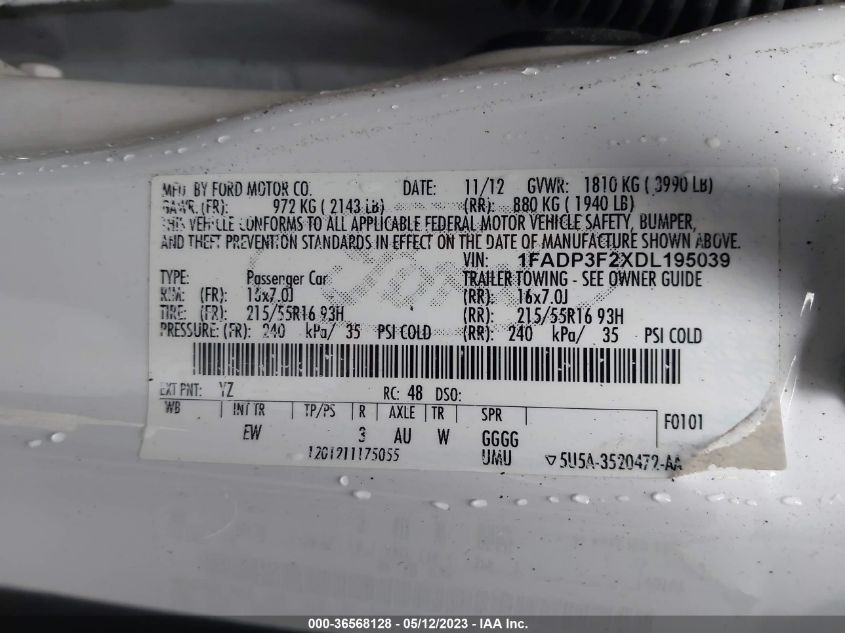 MFD. BY FORD MOTOR CO. DATE: 11/12 GVWR: 1810 KG ( 3990 LB)
GAWR: (FR): 972 KG ( 2143 LB) (RR): 880 KG ( 1940 LB)
THIS VEHICLE CONFORMS TO ALL APPLICABLE FEDERAL MOTOR VEHICLE SAFETY, BUMPER,
AND THEFT PREVENTION STANDARDS IN EFFECT ON THE DATE OF MANUFACTURE SHOWN ABOVE.
VIN: 1FADP3F2XDL195039
TYPE: Passenger Car TRAILER TOWING - SEE OWNER GUIDE
RIM: (FR): 16x7.0J (RR): 16x7.0J
TIRE: (FR): 215/55R16 93H (RR): 215/55R16 93H
PRESSURE: (FR): 240 kPa/ 35 PSI COLD (RR): 240 kPa/ 35 PSI COLD
EXT PNT: YZ RC: 48 DSO:
WB INT TR TP/PS R AXLE TR SPR F0101
EW 3 AU W GGGG
1201211175055 UMU ▽5U5A-3520472-AA
000-36568128 - 05/12/2023 - IAA Inc.